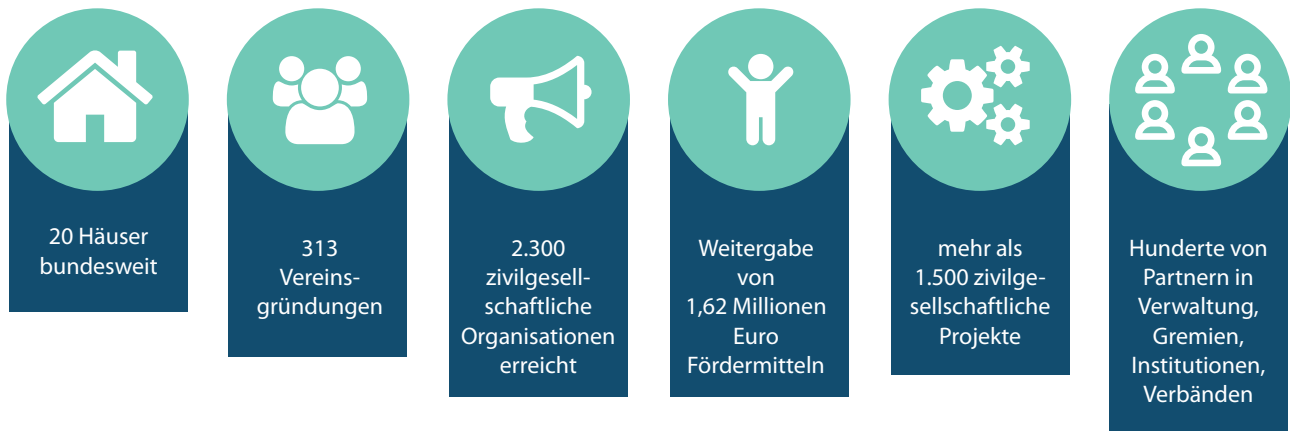 20 Häuser
bundesweit
313
Vereins-
gründungen
2.300
zivilgesell-
schaftliche
Organisationen
erreicht
Weitergabe
von
1,62 Millionen
Euro
Fördermitteln
mehr als
1.500 zivilge-
sellschaftliche
Projekte
Hunderte von
Partnern in
Verwaltung,
Gremien,
Institutionen,
Verbänden